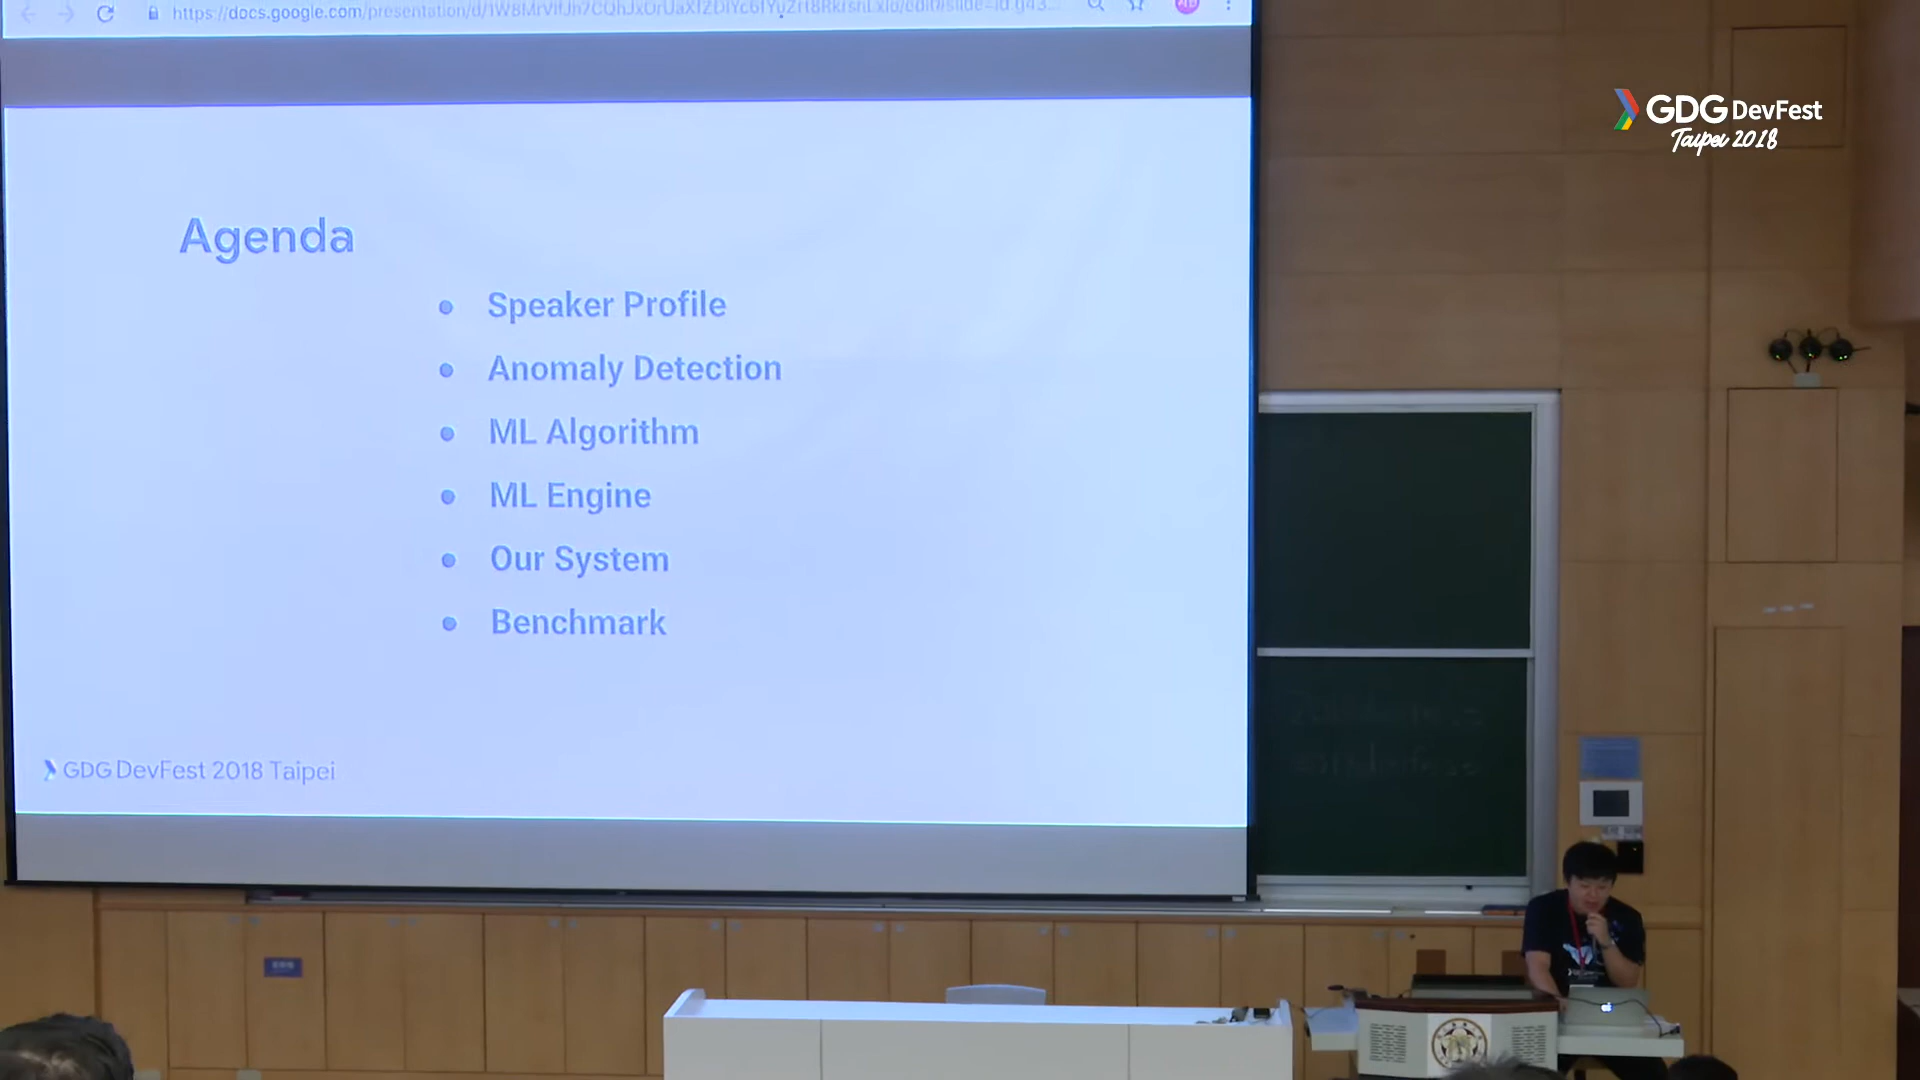 GDG DevFest
Taipei 2018
Agenda
Speaker Profile
Anomaly Detection
ML Algorithm
ML Engine
Our System
Benchmark
GDG DevFest 2018 Taipei